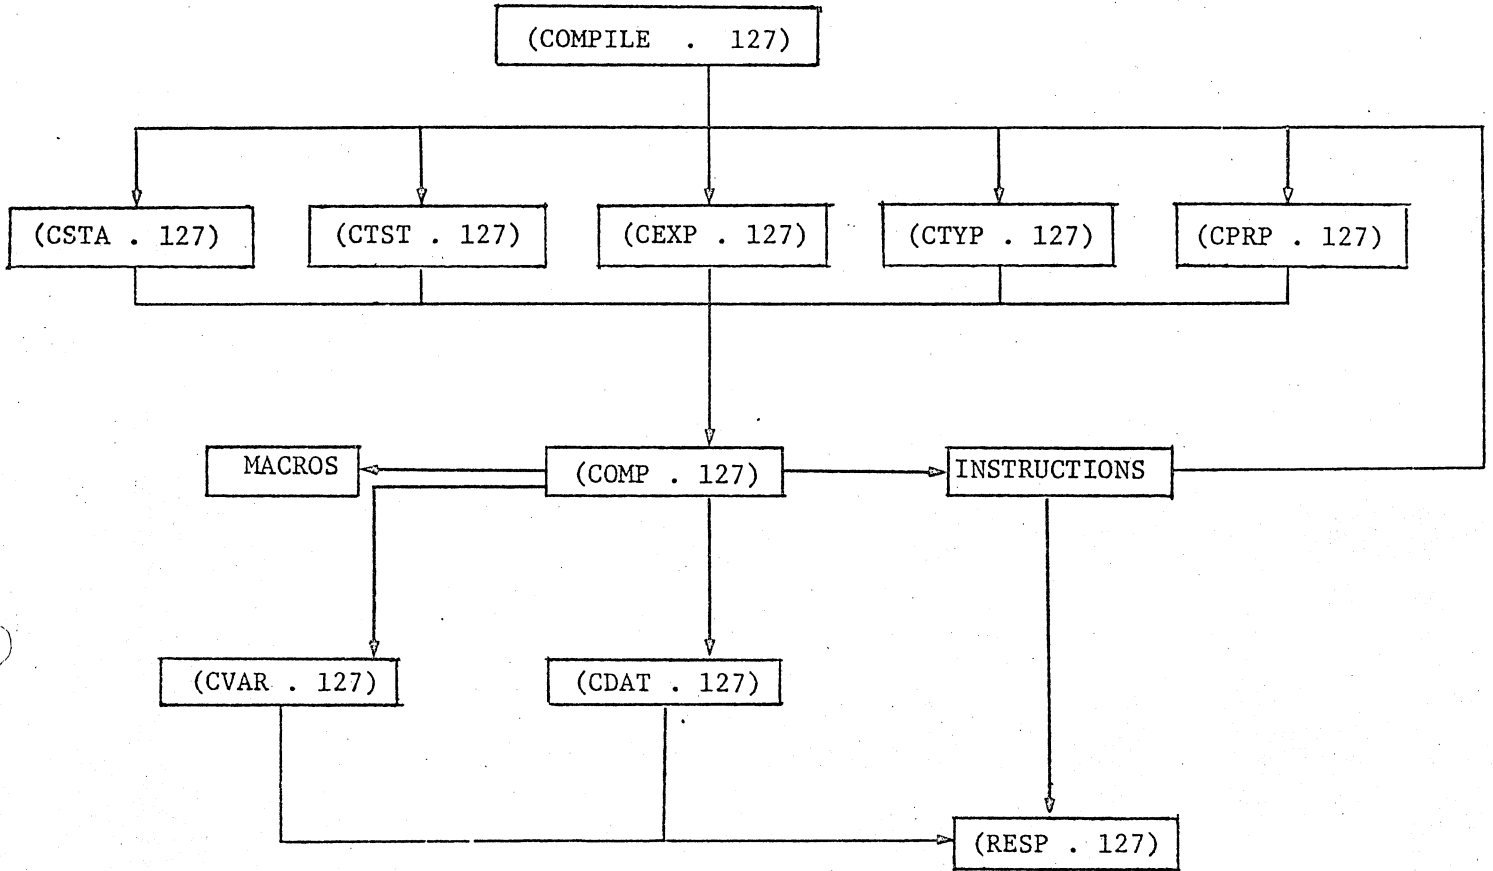 (COMPILE . 127)
(CSTA . 127)
(CTST . 127)
(CEXP . 127)
(CTYP . 127)
(CPRP . 127)
MACROS
(COMP . 127)
INSTRUCTIONS
(CVAR . 127)
(CDAT . 127)
(RESP . 127)